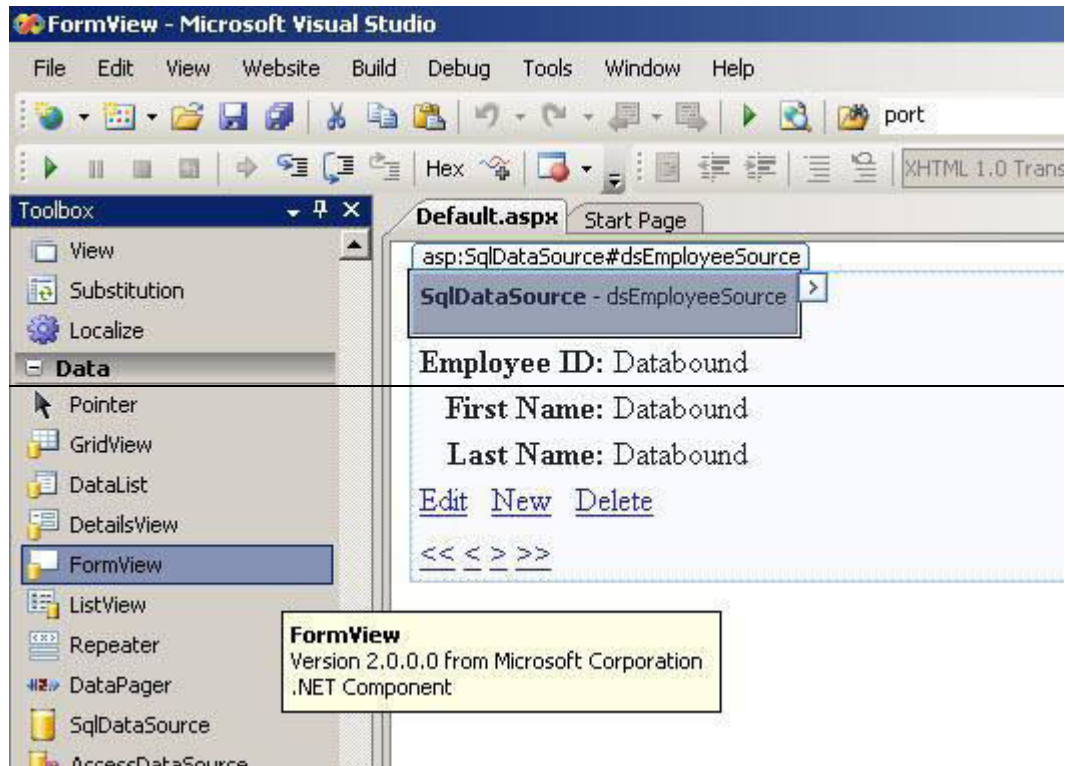 FormView - Microsoft Visual Studio
File Edit View Website Build Debug Tools Window Help
port
Hex XHTML 1.0 Trans
Toolbox
View
Substitution
Localize
Data
Pointer
GridView
DataList
DetailsView
FormView
ListView
Repeater
DataPager
SqlDataSource
AccessDataSource
Default.aspx Start Page
asp:SqlDataSource#dsEmployeeSource
SqlDataSource - dsEmployeeSource >
Employee ID: Databound
First Name: Databound
Last Name: Databound
Edit New Delete
<< < > >>
FormView
Version 2.0.0.0 from Microsoft Corporation
.NET Component